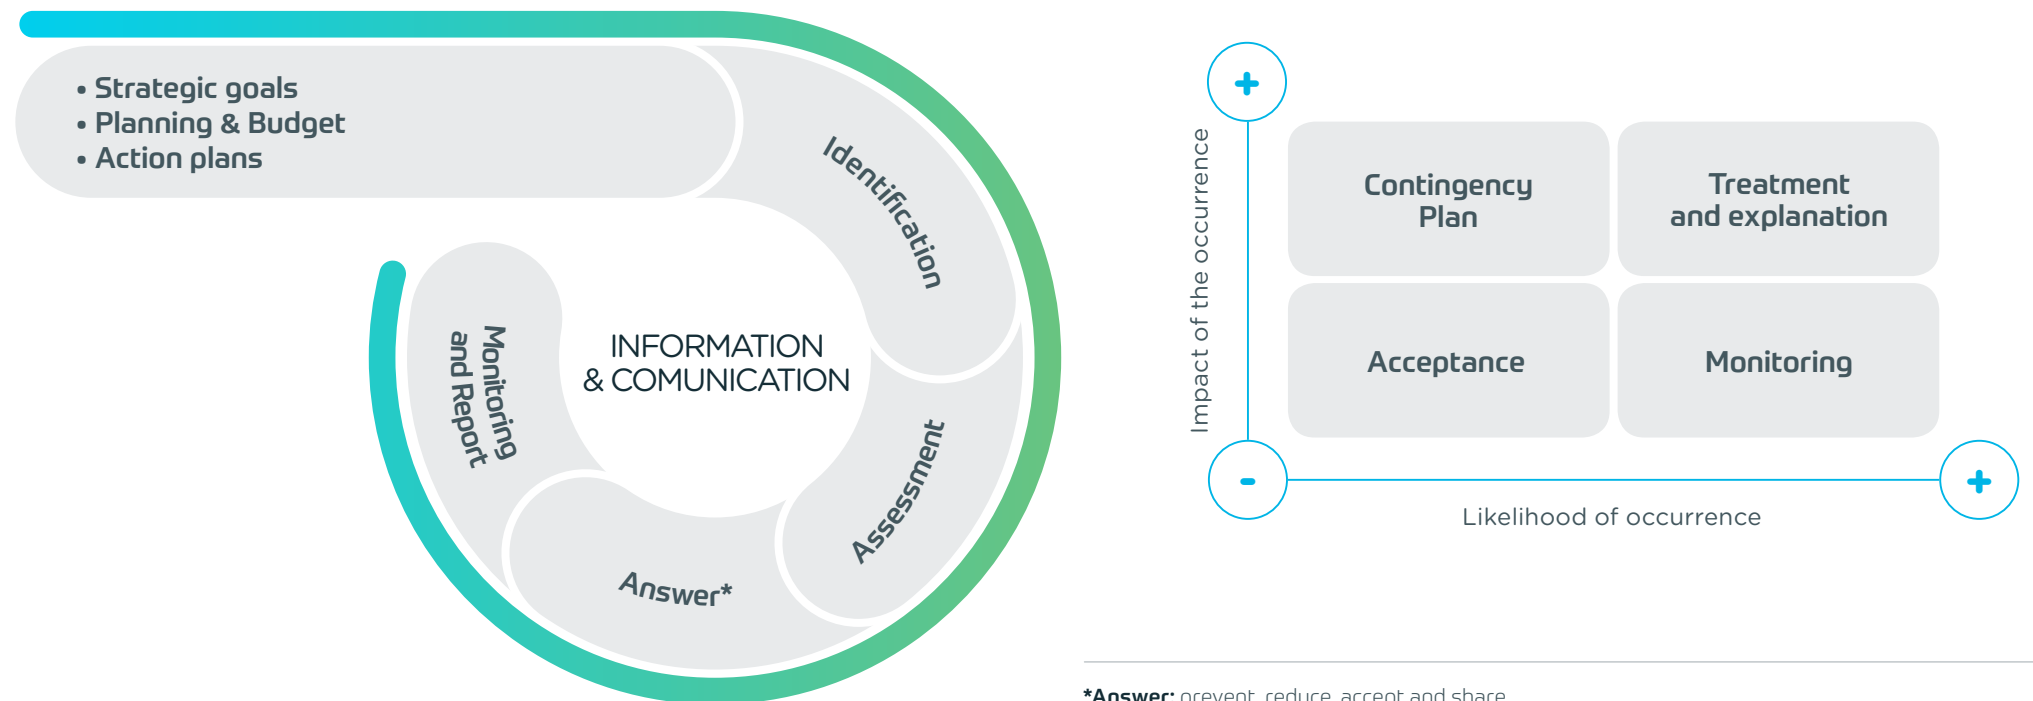 • Strategic goals
• Planning & Budget
• Action plans
Identification
Assessment
Answer*
Monitoring
and Report
INFORMATION
& COMUNICATION
+
Impact of the occurrence
Contingency
Plan
Treatment
and explanation
Acceptance
Monitoring
-
+
Likelihood of occurrence
*Answer: prevent, reduce, accept and share